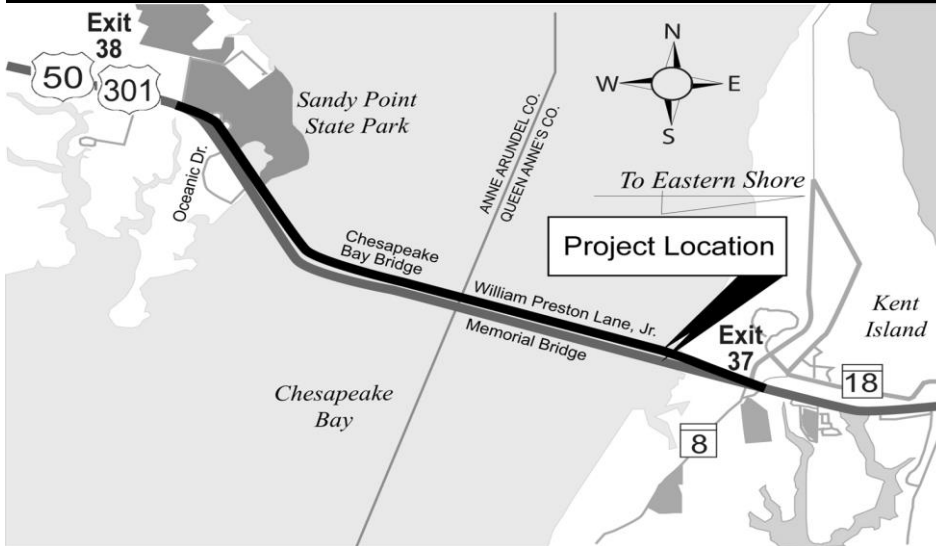 Exit
38
50
301
Sandy Point
State Park
Oceanic Dr.
N
W
E
S
ANNE ARUNDEL CO.
QUEEN ANNE'S CO.
To Eastern Shore
Project Location
Chesapeake
Bay Bridge
William Preston Lane, Jr.
Memorial Bridge
Kent
Island
Exit
37
18
8
Chesapeake
Bay